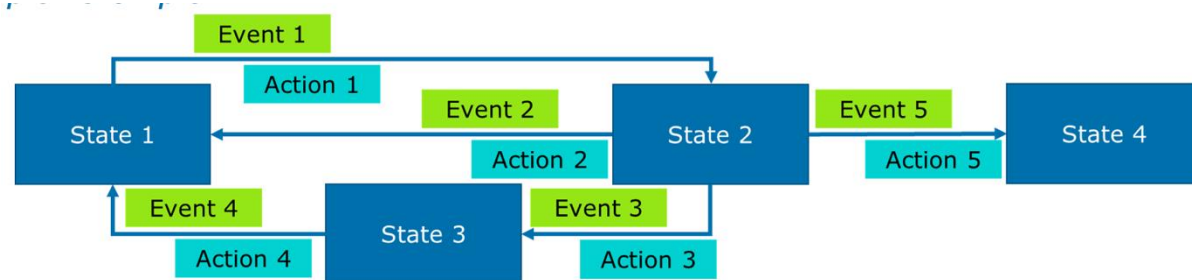 Event 1
Action 1
State 1
Event 2
Action 2
State 2
Event 5
Action 5
State 4
Event 4
Action 4
State 3
Event 3
Action 3